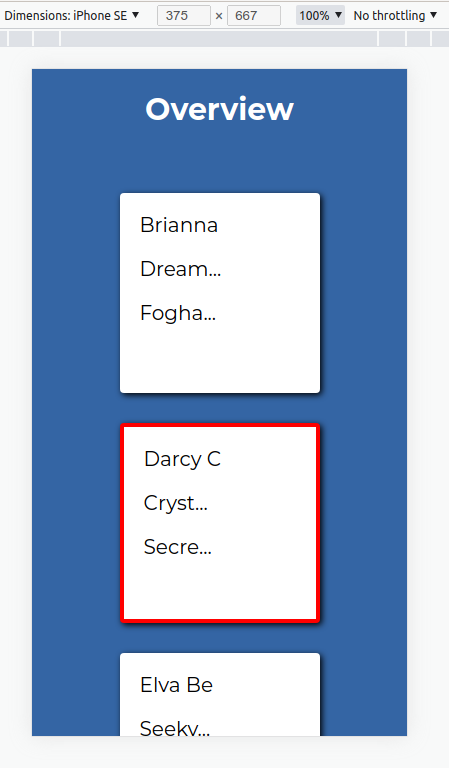 Dimensions: iPhone SE 375 × 667 100% No throttling
Overview
Brianna
Dream...
Fogha...
Darcy C
Cryst...
Secre...
Elva Be
Seeky...